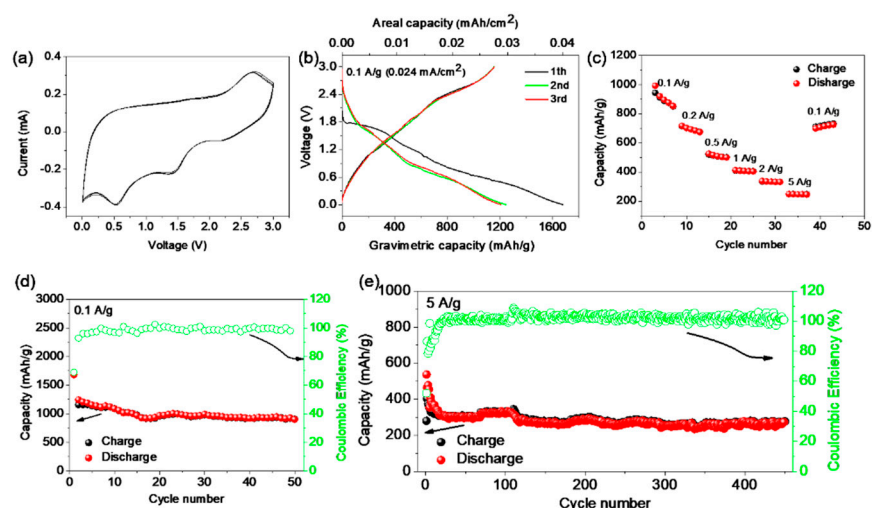 (a)
0.4
0.2
0.0
-0.2
-0.4
Current (mA)
0.0 0.5 1.0 1.5 2.0 2.5 3.0
Voltage (V)
(b)
Areal capacity (mAh/cm²)
0.00 0.01 0.02 0.03 0.04
0.1 A/g (0.024 mA/cm²)
1th
2nd
3rd
3.0
2.4
1.8
1.2
0.6
0.0
Voltage (V)
0 400 800 1200 1600
Gravimetric capacity (mAh/g)
(c)
1200
1000
800
600
400
200
Capacity (mAh/g)
Charge
Disharge
0.1 A/g
0.2 A/g
0.5 A/g
1 A/g
2 A/g
5 A/g
0.1 A/g
0 10 20 30 40 50
Cycle number
(d)
0.1 A/g
3000
2500
2000
1500
1000
500
0
Capacity (mAh/g)
Charge
Discharge
120
100
80
60
40
20
0
Coulombic Efficiency (%)
0 10 20 30 40 50
Cycle number
(e)
5 A/g
1000
800
600
400
200
0
Capacity (mAh/g)
Charge
Discharge
120
100
80
60
40
20
0
Coulombic Efficiency (%)
0 100 200 300 400
Cycle number